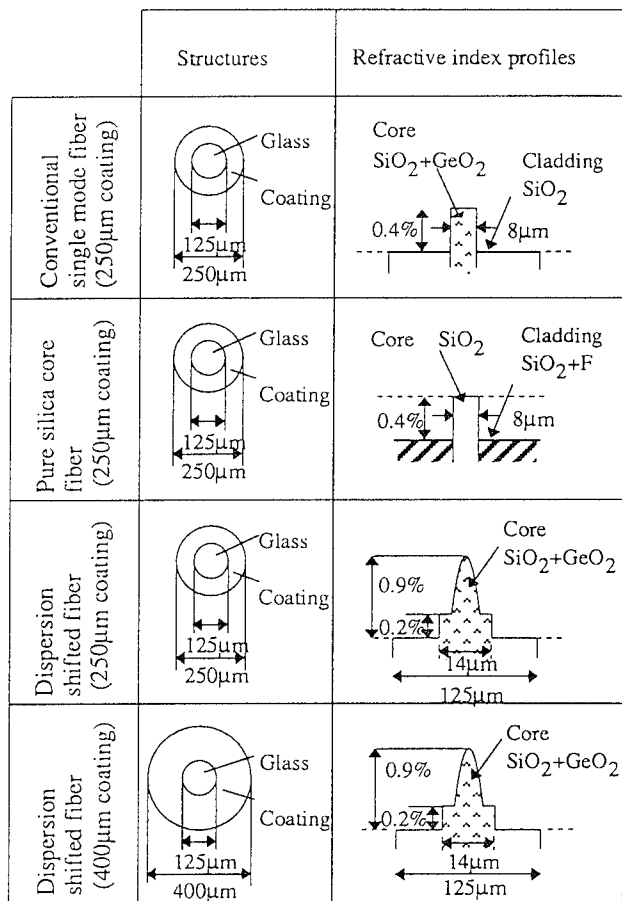 Structures
Refractive index profiles
Conventional
single mode fiber
(250μm coating)
Glass
Coating
125μm
250μm
Core
SiO2+GeO2
Cladding
SiO2
0.4%
8μm
Pure silica core
fiber
(250μm coating)
Glass
Coating
125μm
250μm
Core
SiO2
Cladding
SiO2+F
0.4%
8μm
Dispersion
shifted fiber
(250μm coating)
Glass
Coating
125μm
250μm
Core
SiO2+GeO2
0.9%
0.2%
14μm
125μm
Dispersion
shifted fiber
(400μm coating)
Glass
Coating
125μm
400μm
Core
SiO2+GeO2
0.9%
0.2%
14μm
125μm